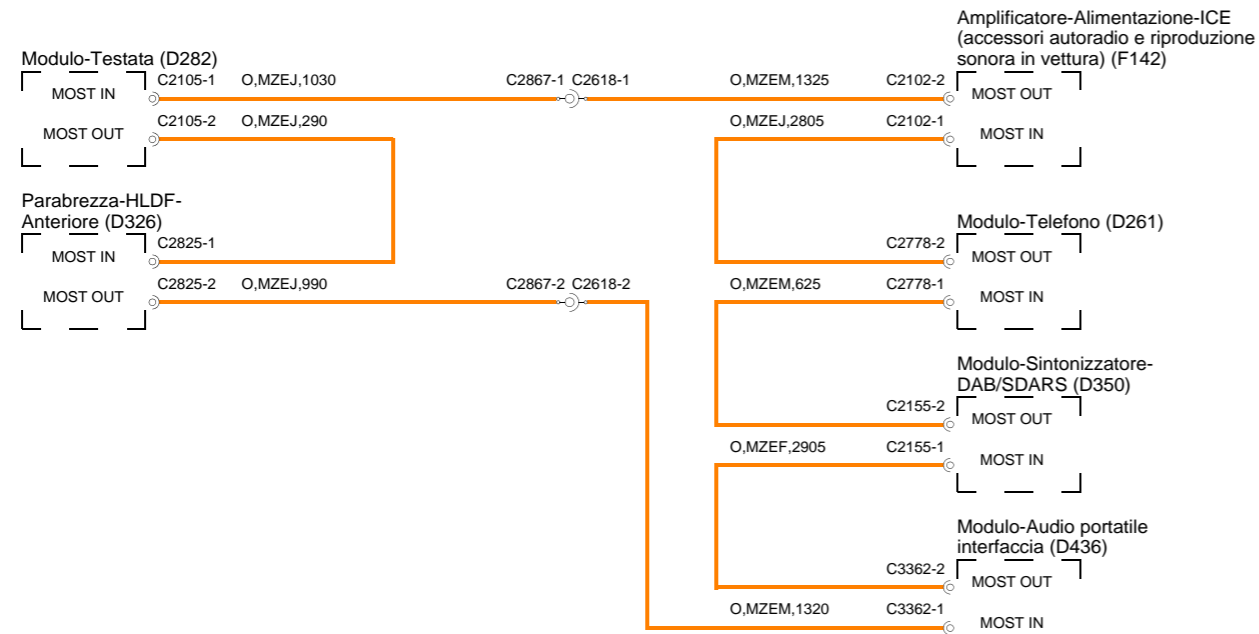 Amplificatore-Alimentazione-ICE
(accessori autoradio e riproduzione
sonora in vettura) (F142)
Modulo-Testata (D282)
C2105-1 O,MZEJ,1030 C2867-1 C2618-1 O,MZEM,1325 C2102-2
MOST IN MOST OUT
C2105-2 O,MZEJ,290 O,MZEJ,2805 C2102-1
MOST OUT MOST IN
Parabrezza-HLDF-
Anteriore (D326)
Modulo-Telefono (D261)
C2825-1 C2778-2
MOST IN MOST OUT
C2825-2 O,MZEJ,990 C2867-2 C2618-2 O,MZEM,625 C2778-1
MOST OUT MOST IN
Modulo-Sintonizzatore-
DAB/SDARS (D350)
C2155-2
MOST OUT
O,MZEF,2905 C2155-1
MOST IN
Modulo-Audio portatile
interfaccia (D436)
C3362-2
MOST OUT
O,MZEM,1320 C3362-1
MOST IN